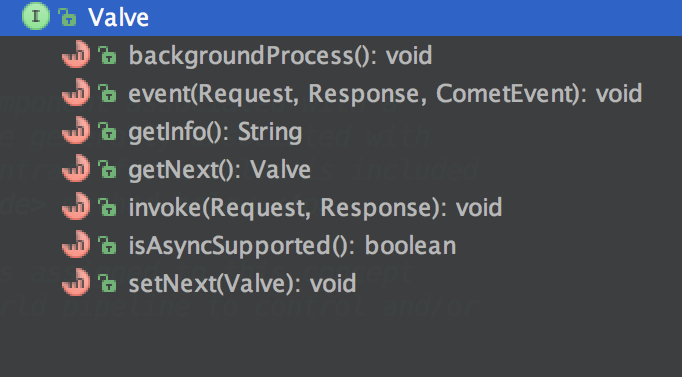 I Valve
m backgroundProcess(): void
m event(Request, Response, CometEvent): void
m getInfo(): String
m getNext(): Valve
m invoke(Request, Response): void
m isAsyncSupported(): boolean
m setNext(Valve): void